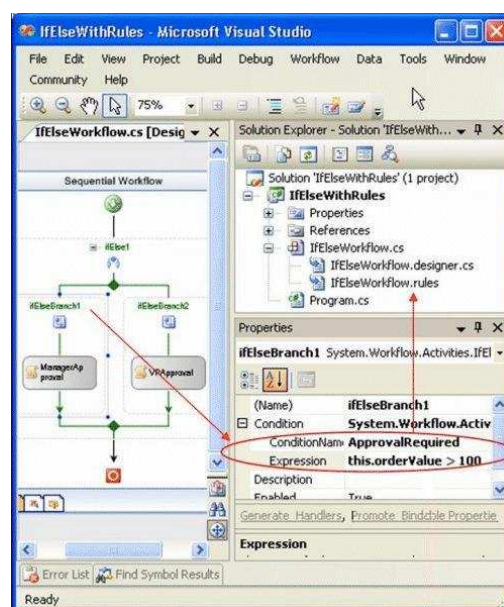 IfElseWithRules - Microsoft Visual Studio
File Edit View Project Build Debug Workflow Data Tools Window
Community Help
75%
IfElseWorkflow.cs [Desig
Sequential Workflow
ifElse1
ifElseBranch1 ifElseBranch2
ManagerAp
proval
VPApproval
Solution Explorer - Solution 'IfElseWith...
Solution 'IfElseWithRules' (1 project)
IfElseWithRules
Properties
References
IfElseWorkflow.cs
IfElseWorkflow.designer.cs
IfElseWorkflow.rules
Program.cs
Properties
ifElseBranch1 System.Workflow.Activities.IfEl
(Name) ifElseBranch1
Condition System.Workflow.Activ
ConditionName ApprovalRequired
Expression this.orderValue > 100
Description
Enabled True
Generate Handlers, Promote Bindable Propertie
Expression
Error List Find Symbol Results
Ready